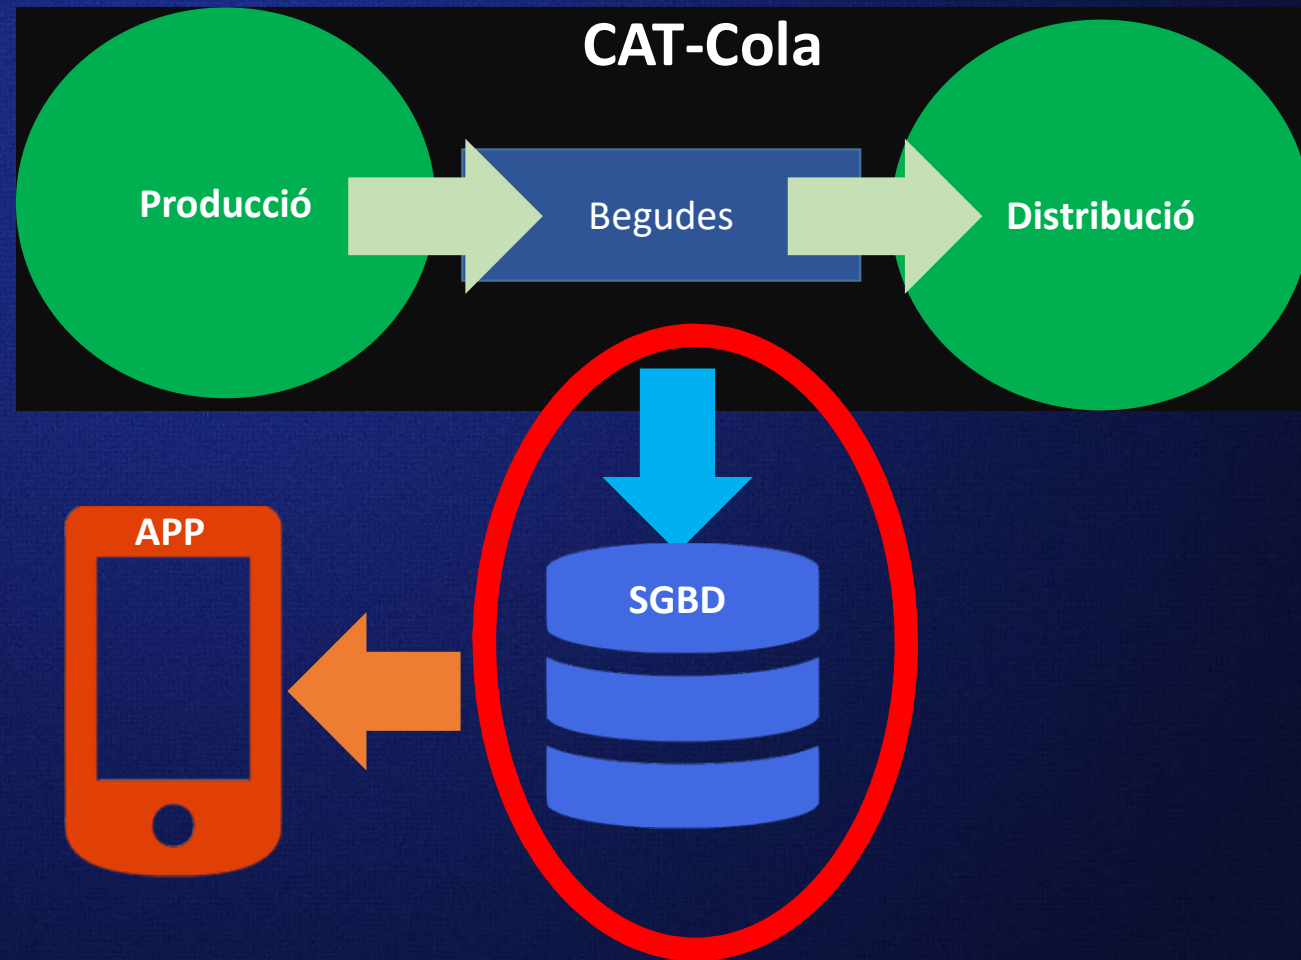 CAT-Cola
Producció
Begudes
Distribució
APP
SGBD